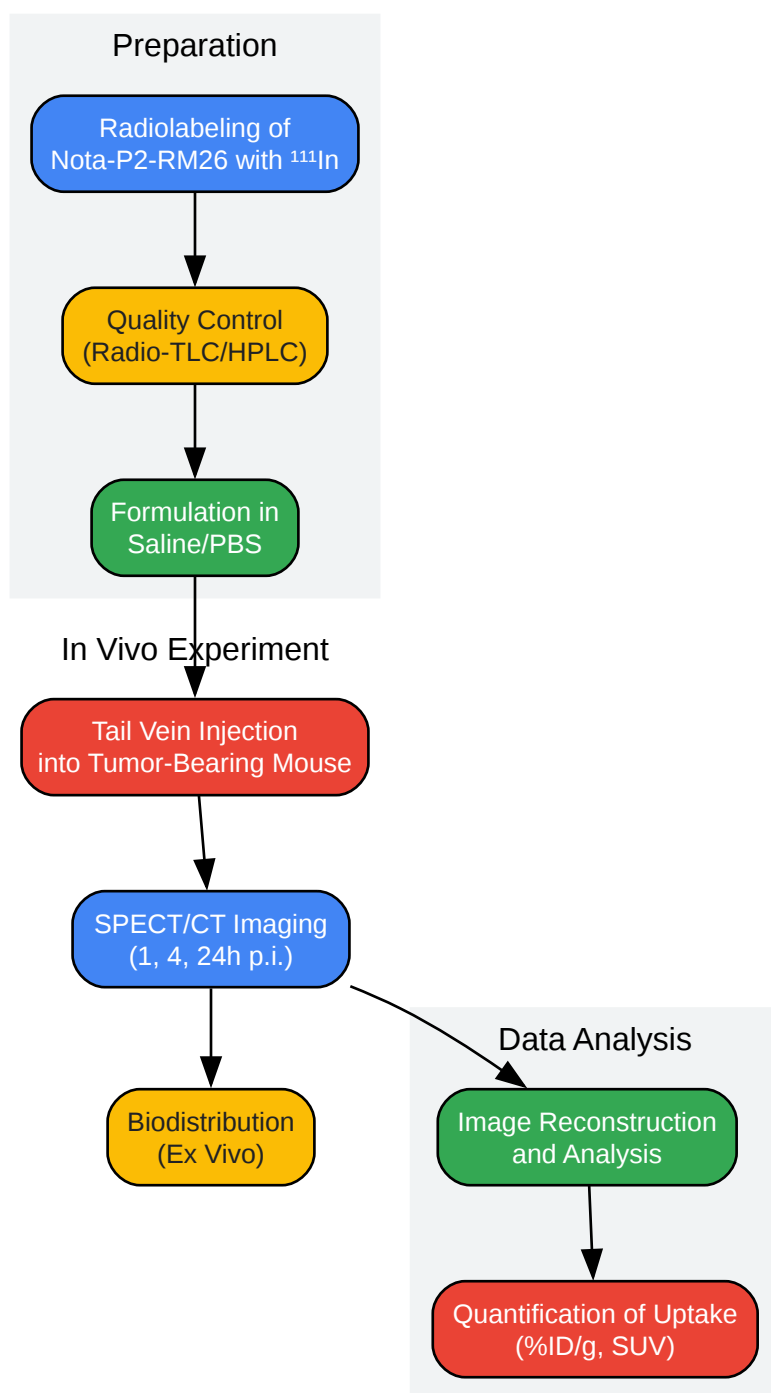 Preparation
Radiolabeling of
Nota-P2-RM26 with ¹¹¹In
Quality Control
(Radio-TLC/HPLC)
Formulation in
Saline/PBS
In Vivo Experiment
Tail Vein Injection
into Tumor-Bearing Mouse
SPECT/CT Imaging
(1, 4, 24h p.i.)
Biodistribution
(Ex Vivo)
Data Analysis
Image Reconstruction
and Analysis
Quantification of Uptake
(%ID/g, SUV)